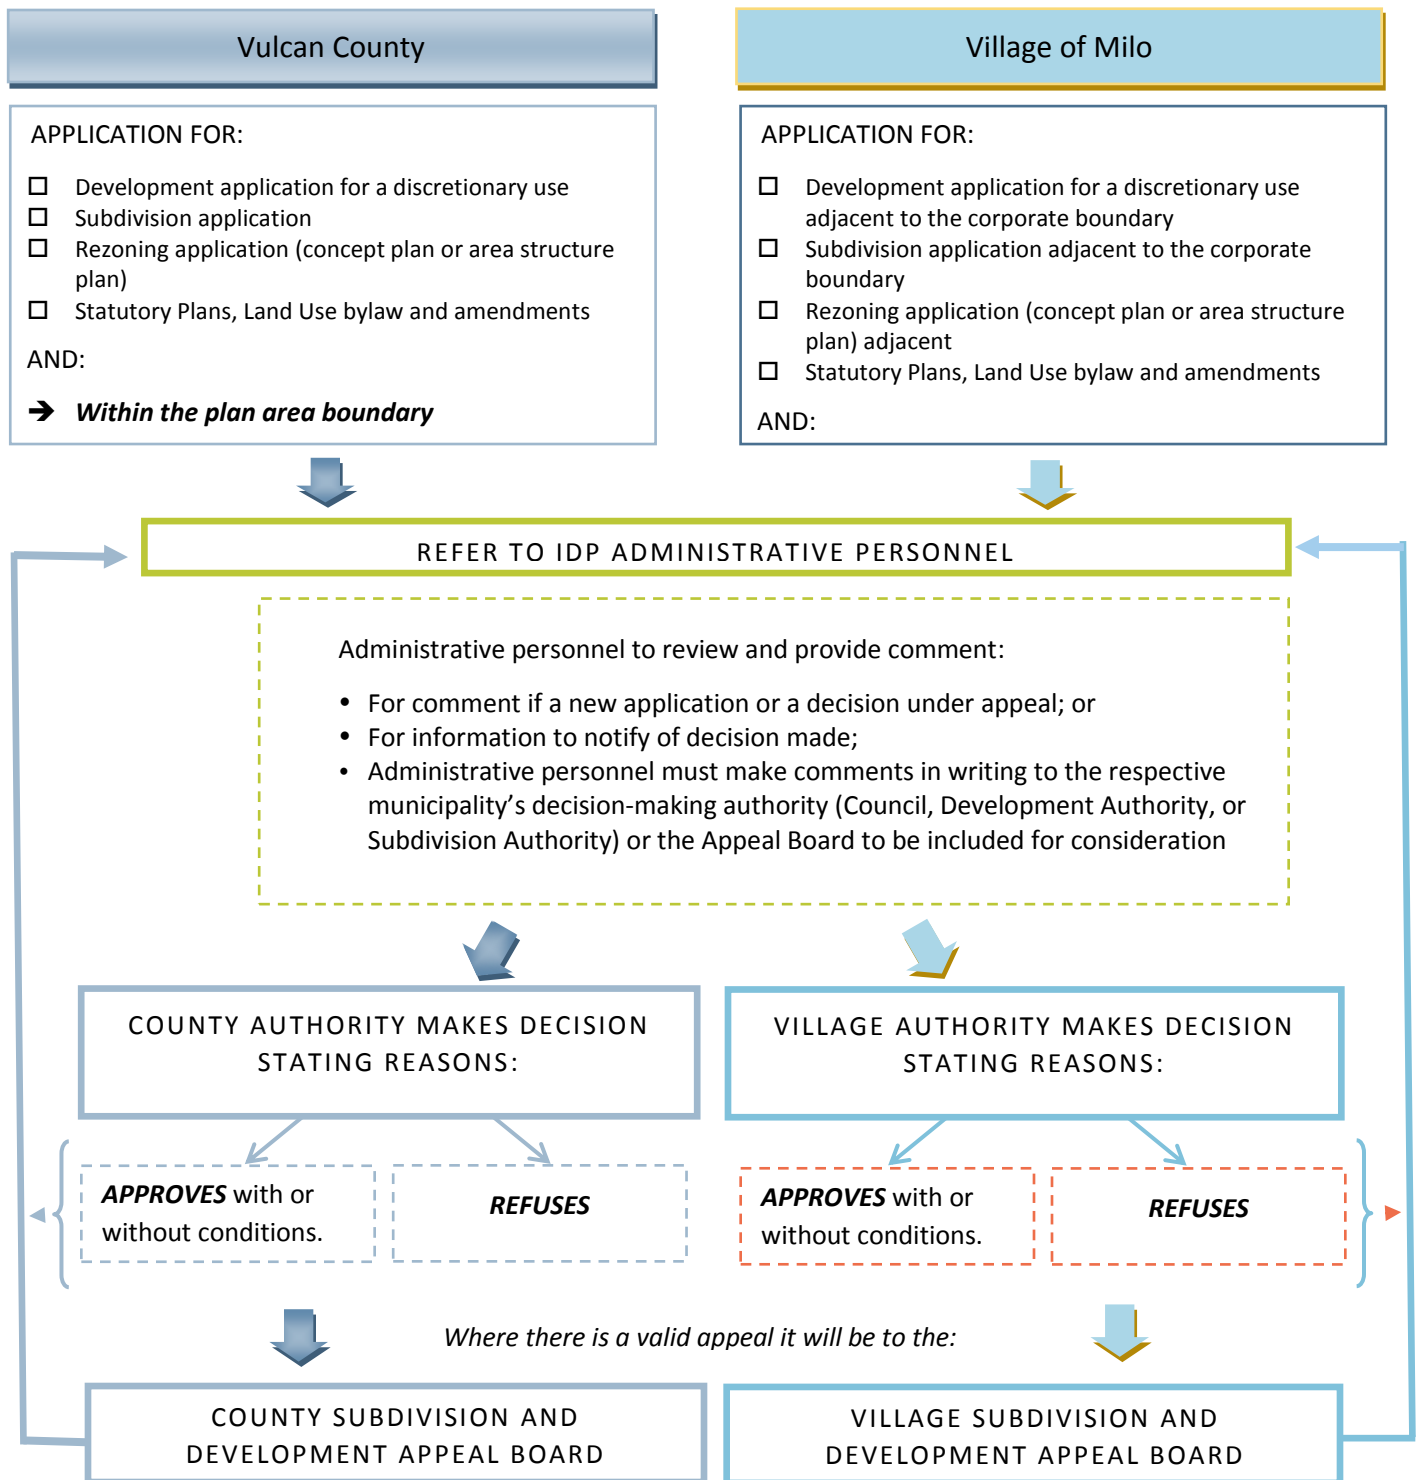 Vulcan County
Village of Milo
APPLICATION FOR:
☐ Development application for a discretionary use
☐ Subdivision application
☐ Rezoning application (concept plan or area structure
plan)
☐ Statutory Plans, Land Use bylaw and amendments
AND:
➔ Within the plan area boundary
APPLICATION FOR:
☐ Development application for a discretionary use
adjacent to the corporate boundary
☐ Subdivision application adjacent to the corporate
boundary
☐ Rezoning application (concept plan or area structure
plan) adjacent
☐ Statutory Plans, Land Use bylaw and amendments
AND:
REFER TO IDP ADMINISTRATIVE PERSONNEL
Administrative personnel to review and provide comment:
• For comment if a new application or a decision under appeal; or
• For information to notify of decision made;
• Administrative personnel must make comments in writing to the respective
municipality’s decision-making authority (Council, Development Authority, or
Subdivision Authority) or the Appeal Board to be included for consideration
COUNTY AUTHORITY MAKES DECISION
STATING REASONS:
VILLAGE AUTHORITY MAKES DECISION
STATING REASONS:
APPROVES with or
without conditions.
REFUSES
APPROVES with or
without conditions.
REFUSES
Where there is a valid appeal it will be to the:
COUNTY SUBDIVISION AND
DEVELOPMENT APPEAL BOARD
VILLAGE SUBDIVISION AND
DEVELOPMENT APPEAL BOARD